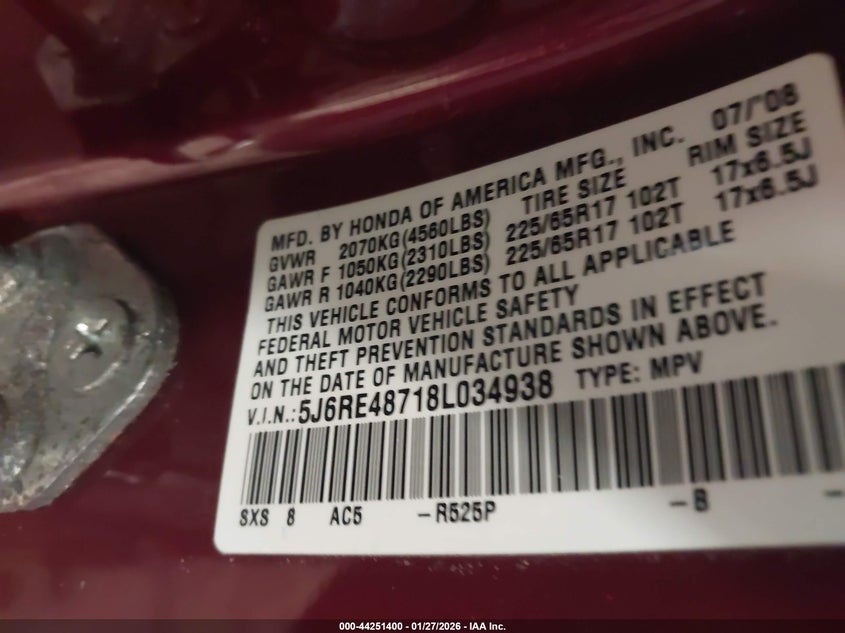 MFD. BY HONDA OF AMERICA MFG., INC. 07/'08
GVWR 2070KG(4560LBS) TIRE SIZE RIM SIZE
GAWR F 1050KG(2310LBS) 225/65R17 102T 17x6.5J
GAWR R 1040KG(2290LBS) 225/65R17 102T 17x6.5J
THIS VEHICLE CONFORMS TO ALL APPLICABLE
FEDERAL MOTOR VEHICLE SAFETY
AND THEFT PREVENTION STANDARDS IN EFFECT
ON THE DATE OF MANUFACTURE SHOWN ABOVE.
V.I.N.:5J6RE48718L034938 TYPE: MPV
SXS 8 AC5 -R525P -B -
000-44251400 - 01/27/2026 - IAA Inc.